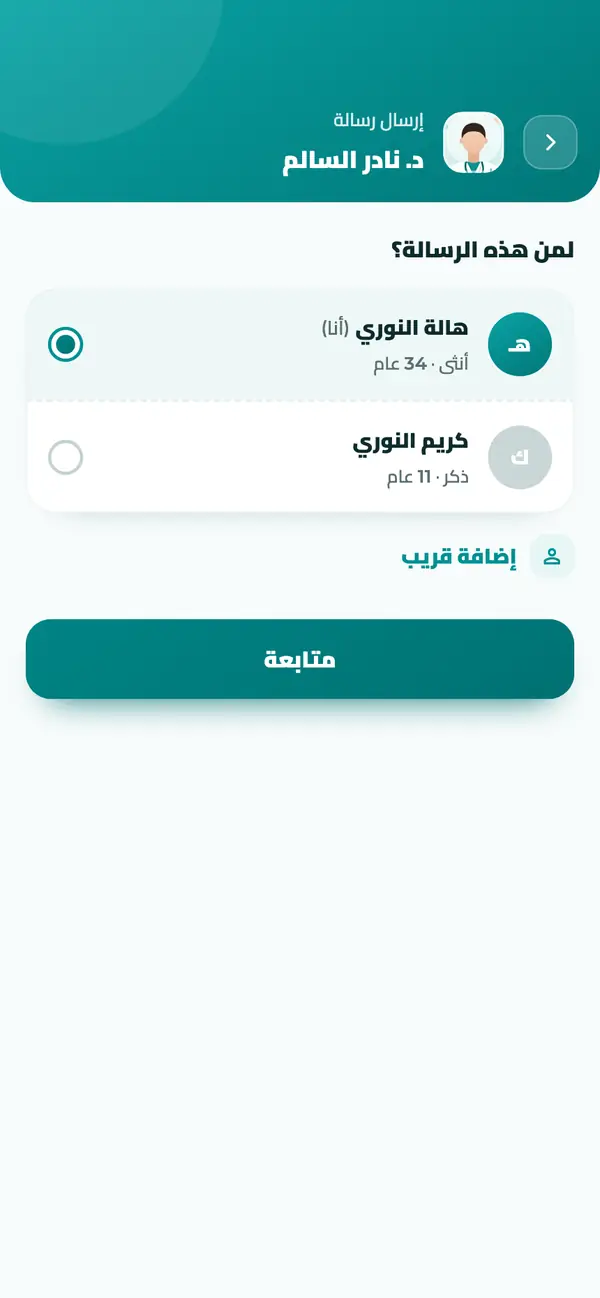 إرسال رسالة
د. نادر السالم
لمن هذه الرسالة؟
هـ
هالة النوري (أنا)
أنثى · 34 عام
ك
كريم النوري
ذكر · 11 عام
إضافة قريب
متابعة